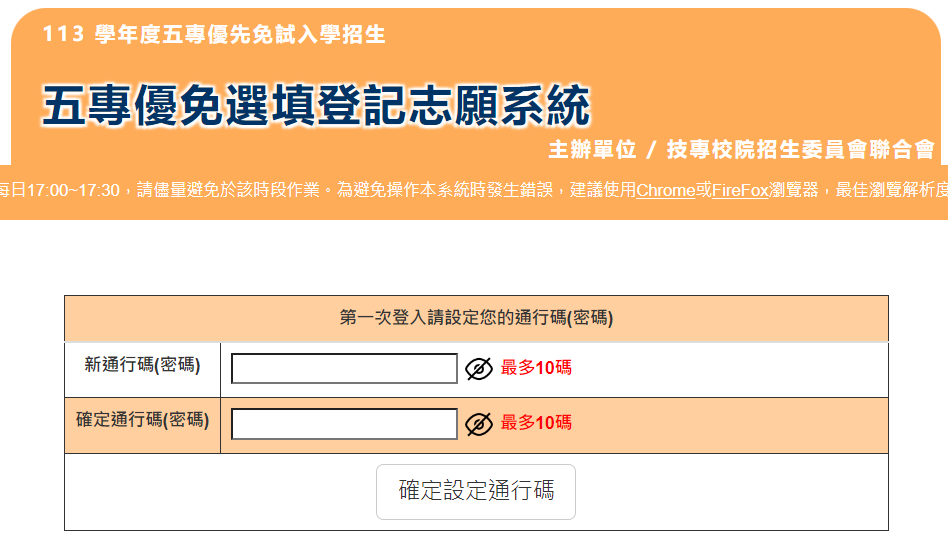 113 學年度五專優先免試入學招生
五專優免選填登記志願系統
主辦單位 / 技專校院招生委員會聯合會
每日17:00~17:30，請儘量避免於該時段作業。為避免操作本系統時發生錯誤，建議使用Chrome或FireFox瀏覽器，最佳瀏覽解析度
第一次登入請設定您的通行碼(密碼)
新通行碼(密碼) 最多10碼
確定通行碼(密碼) 最多10碼
確定設定通行碼